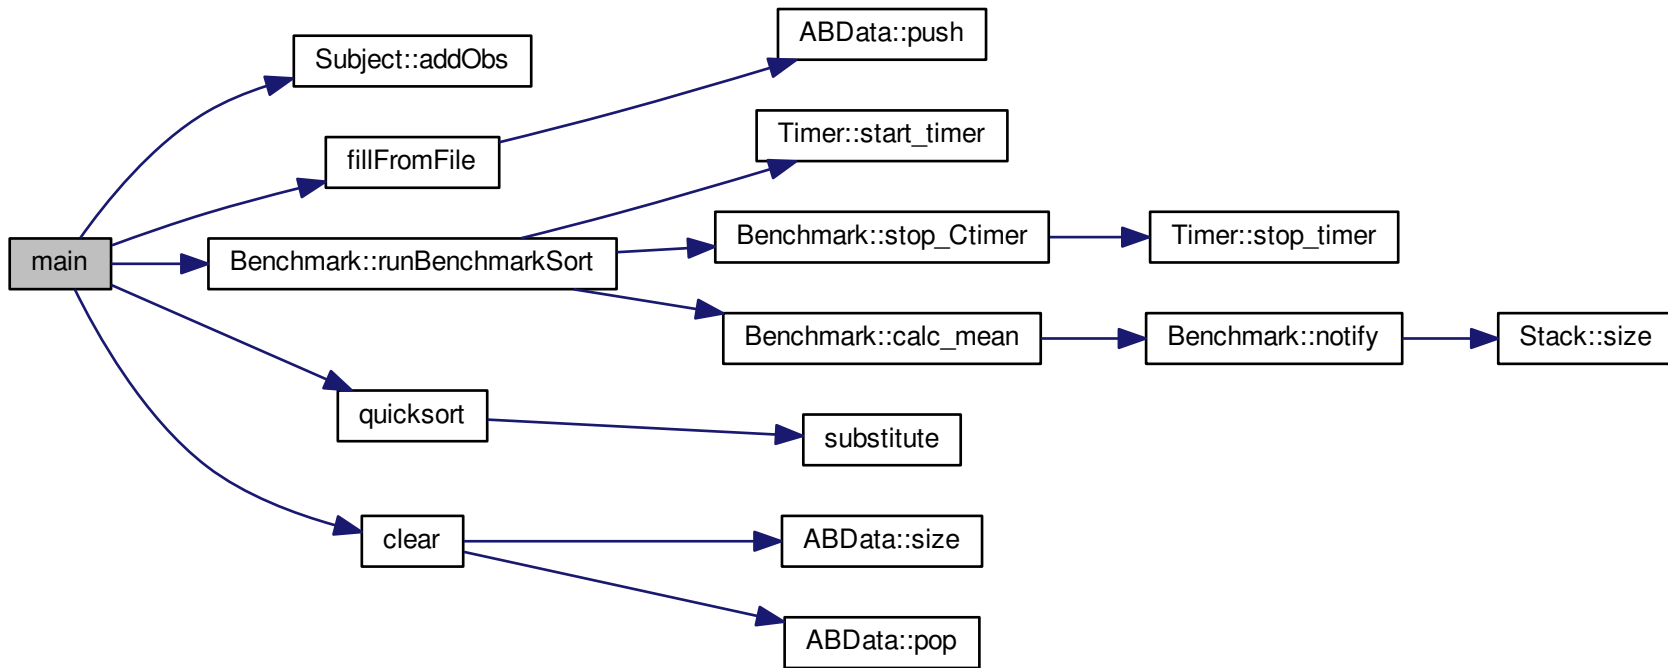 ABData::push
Subject::addObs
Timer::start_timer
fillFromFile
Benchmark::stop_Ctimer
Timer::stop_timer
main
Benchmark::runBenchmarkSort
Benchmark::calc_mean
Benchmark::notify
Stack::size
quicksort
substitute
clear
ABData::size
ABData::pop